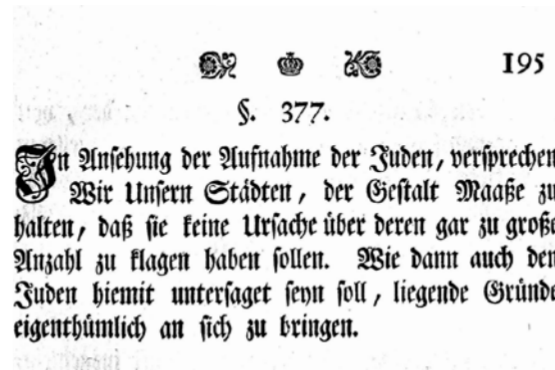 195
§. 377.
In Ansehung der Aufnahme der Juden, versprechen
Wir Unsern Städten, der Gestalt Maaße zu
halten, daß sie keine Ursache über deren gar zu große
Anzahl zu klagen haben sollen. Wie dann auch den
Juden hiemit untersaget seyn soll, liegende Gründe
eigenthümlich an sich zu bringen.